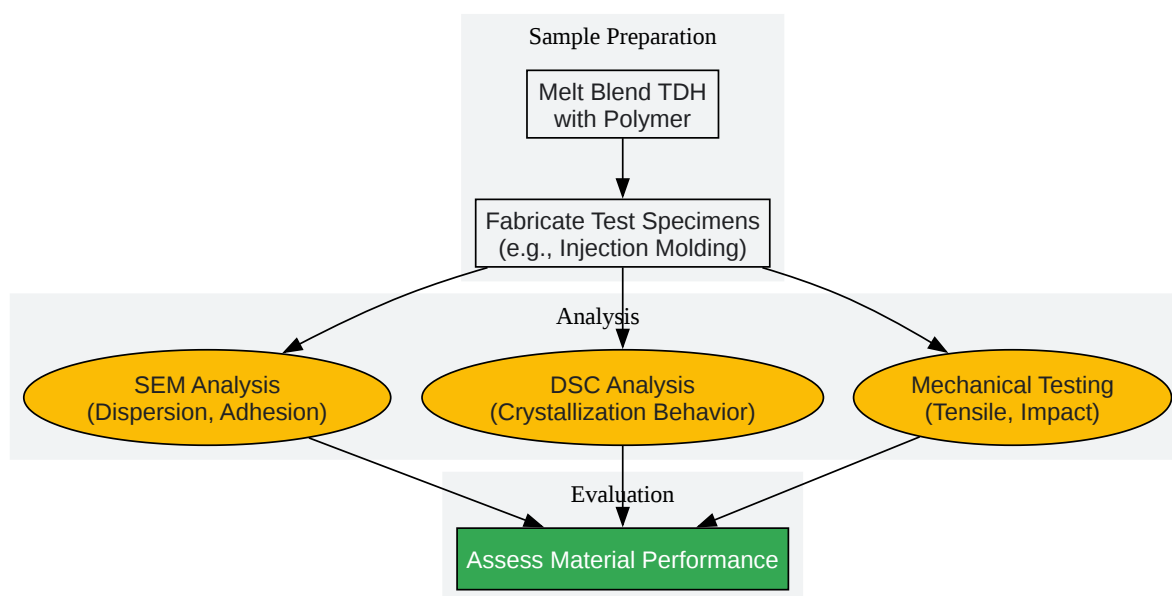 Sample Preparation
Melt Blend TDH
with Polymer
Fabricate Test Specimens
(e.g., Injection Molding)
Analysis
SEM Analysis
(Dispersion, Adhesion)
DSC Analysis
(Crystallization Behavior)
Mechanical Testing
(Tensile, Impact)
Evaluation
Assess Material Performance